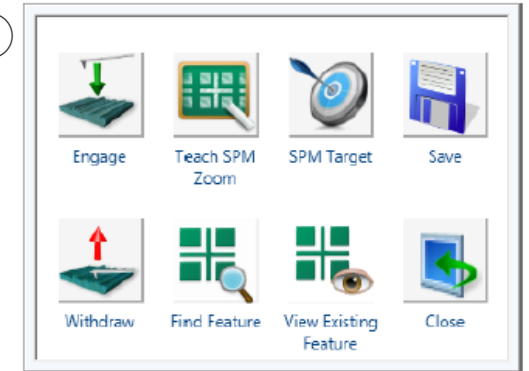 Engage
Teach SPM
Zoom
SPM Target
Save
Withdraw
Find Feature
View Existing
Feature
Close